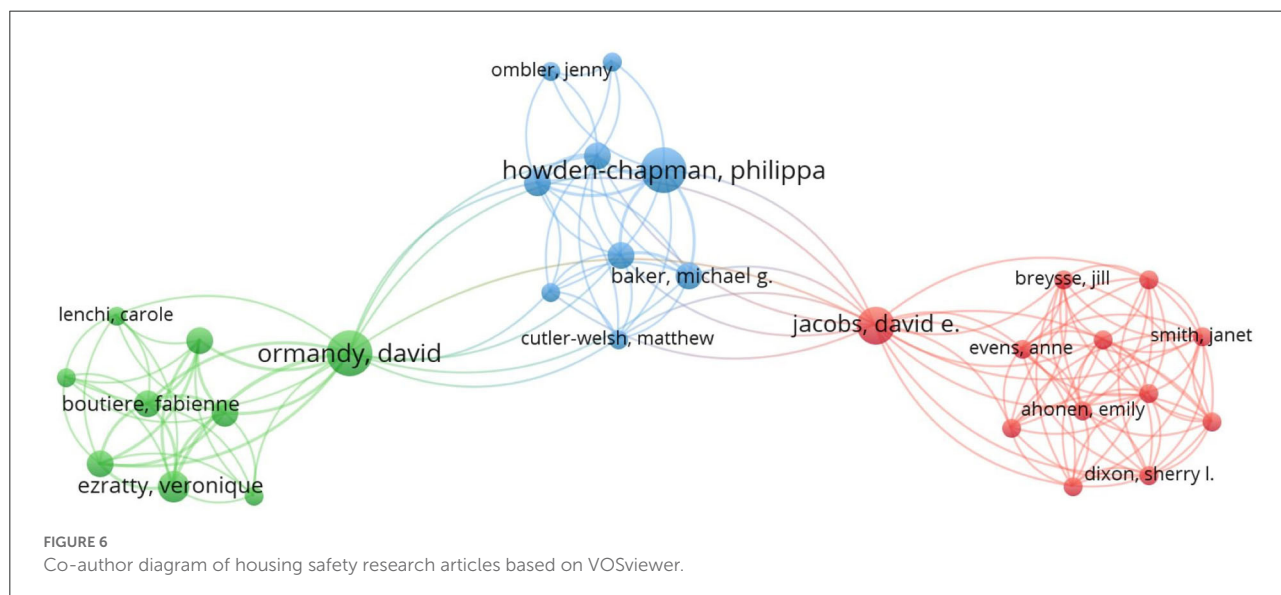 ombler, jenny
howden-chapman, philippa
baker, michael g.
cutler-welsh, matthew
lenchi, carole
ormandy, david
boutiere, fabienne
ezratty, veronique
jacobs, david e.
breysse, jill
smith, janet
evens, anne
ahonen, emily
dixon, sherry l.
FIGURE 6
Co-author diagram of housing safety research articles based on VOSviewer.